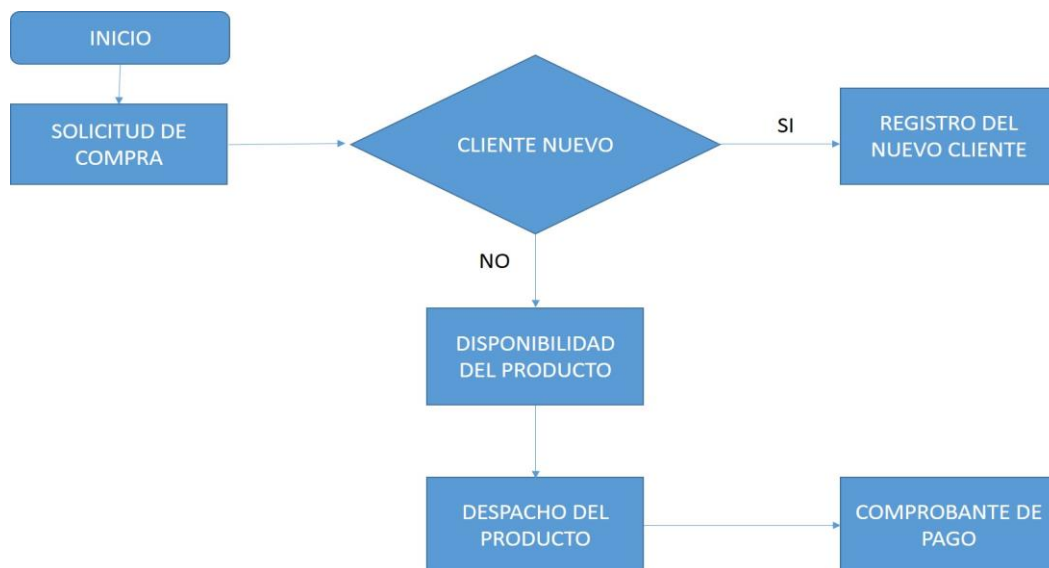 INICIO
SOLICITUD DE
COMPRA
CLIENTE NUEVO
SI
REGISTRO DEL
NUEVO CLIENTE
NO
DISPONIBILIDAD
DEL PRODUCTO
DESPACHO DEL
PRODUCTO
COMPROBANTE DE
PAGO